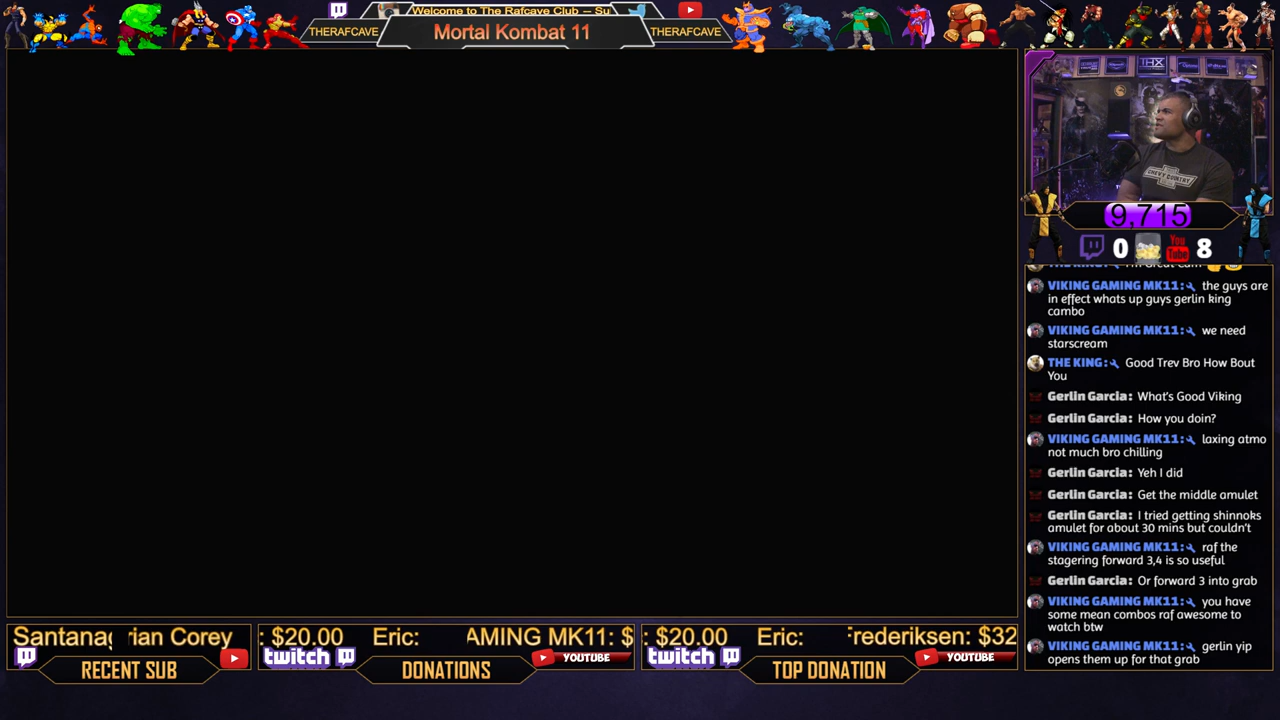 Welcome to The Rafcave Club -- Su
THERAFCAVE
Mortal Kombat 11
THERAFCAVE
THX
CHEVY COUNTRY
9,715
0
You
Tube
8
VIKING GAMING MK11: the guys are
in effect whats up guys gerlin king
cambo
VIKING GAMING MK11: we need
starscream
THE KING: Good Trev Bro How Bout
You
Gerlin Garcia: What's Good Viking
Gerlin Garcia: How you doin?
VIKING GAMING MK11: laxing atmo
not much bro chilling
Gerlin Garcia: Yeh I did
Gerlin Garcia: Get the middle amulet
Gerlin Garcia: I tried getting shinnoks
amulet for about 30 mins but couldn't
VIKING GAMING MK11: raf the
stagering forward 3,4 is so useful
Gerlin Garcia: Or forward 3 into grab
VIKING GAMING MK11: you have
some mean combos raf awesome to
watch btw
VIKING GAMING MK11: gerlin yip
opens them up for that grab
Santana rian Corey
RECENT SUB
: $20.00 Eric: AMING MK11: $
twitch
DONATIONS
YOUTUBE
: $20.00 Eric: Frederiksen: $32
twitch
TOP DONATION
YOUTUBE